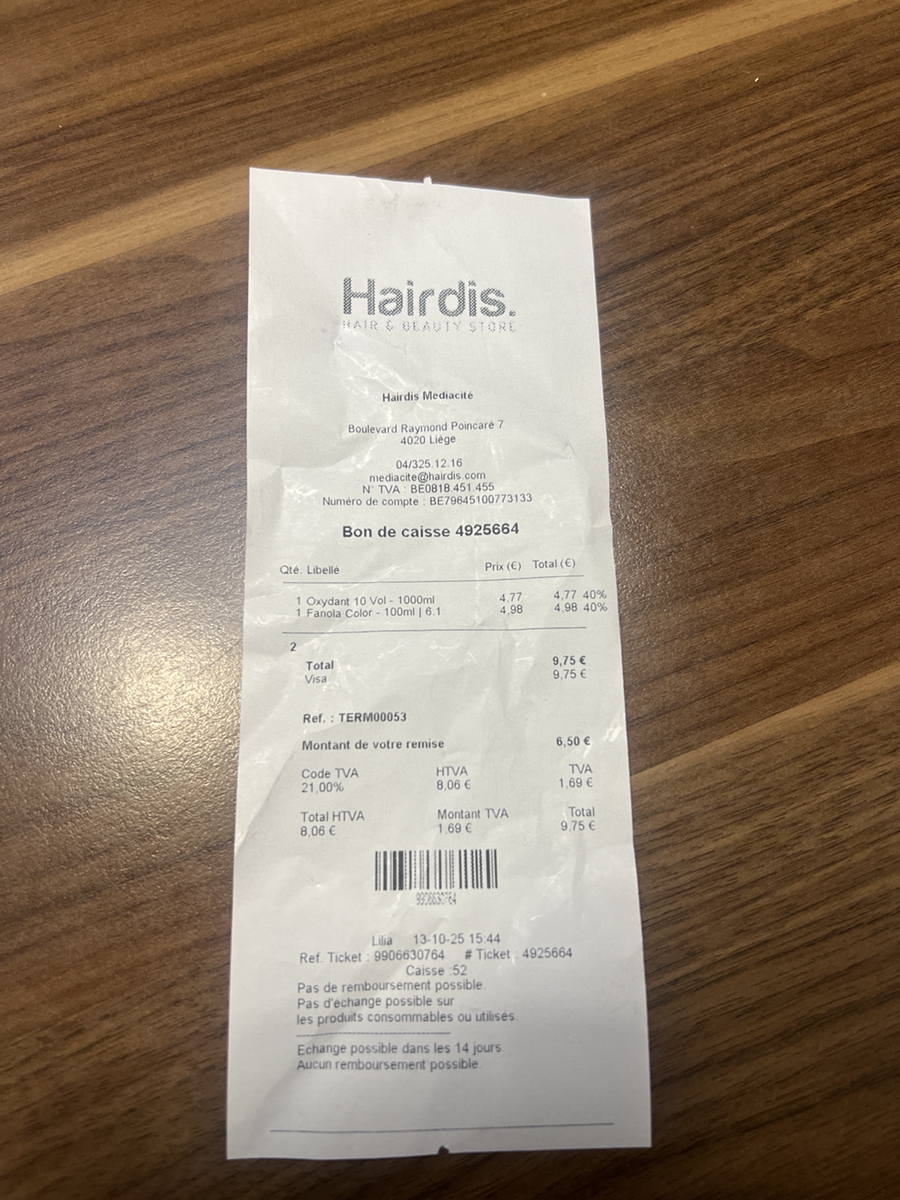 Hairdis.
HAIR & BEAUTY STORE
Hairdis Mediacité
Boulevard Raymond Poincaré 7
4020 Liège
04/325.12.16
mediacite@hairdis.com
N° TVA : BE0818.451.455
Numéro de compte : BE79645100773133
Bon de caisse 4925664
Qté. Libellé Prix (€) Total (€)
1 Oxydant 10 Vol - 1000ml 4,77 4,77 40%
1 Fanola Color - 100ml | 6.1 4,98 4,98 40%
2
Total 9,75 €
Visa 9,75 €
Ref. : TERM00053
Montant de votre remise 6,50 €
Code TVA HTVA TVA
21,00% 8,06 € 1,69 €
Total HTVA Montant TVA Total
8,06 € 1,69 € 9,75 €
Lilia 13-10-25 15:44
Ref. Ticket : 9906630764 # Ticket : 4925664
Caisse :52
Pas de remboursement possible.
Pas d'échange possible sur
les produits consommables ou utilisés.
Echange possible dans les 14 jours
Aucun remboursement possible.